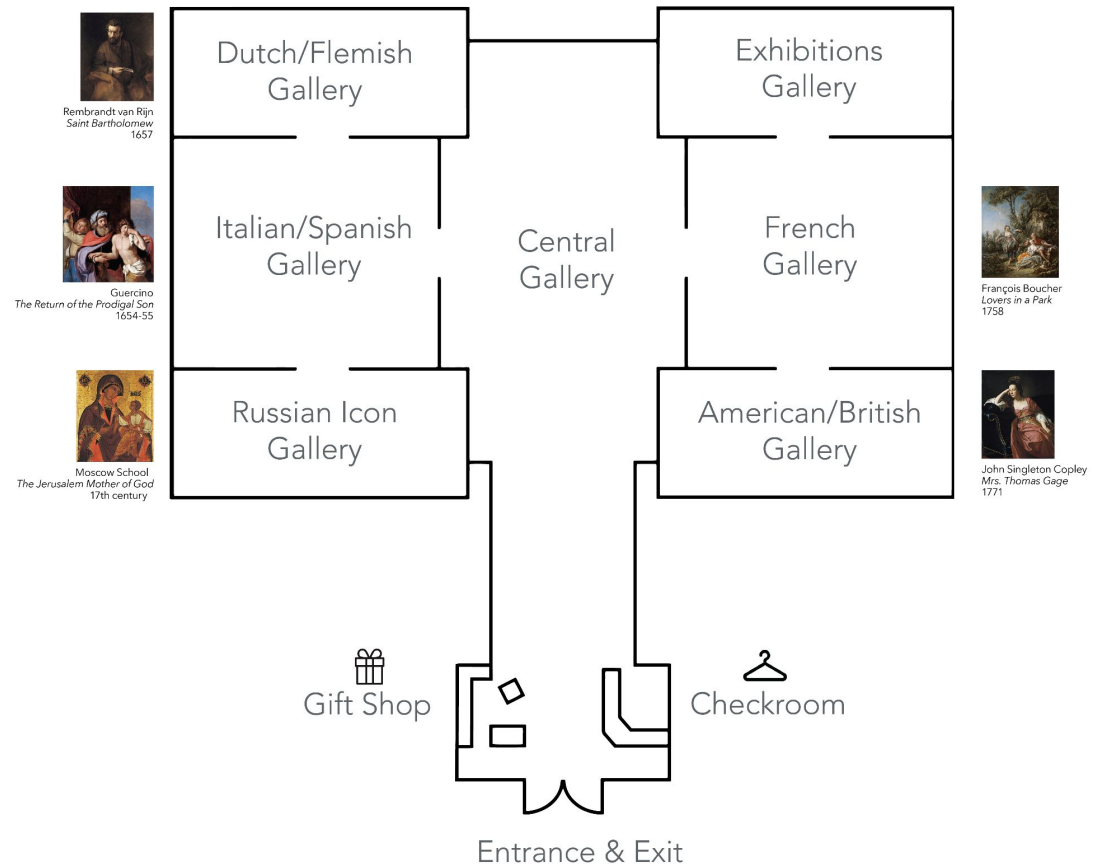 Dutch/Flemish
Gallery
Exhibitions
Gallery
Rembrandt van Rijn
Saint Bartholomew
1657
Italian/Spanish
Gallery
Central
Gallery
French
Gallery
Guercino
The Return of the Prodigal Son
1654-55
François Boucher
Lovers in a Park
1758
Russian Icon
Gallery
American/British
Gallery
Moscow School
The Jerusalem Mother of God
17th century
John Singleton Copley
Mrs. Thomas Gage
1771
Gift Shop
Checkroom
Entrance & Exit